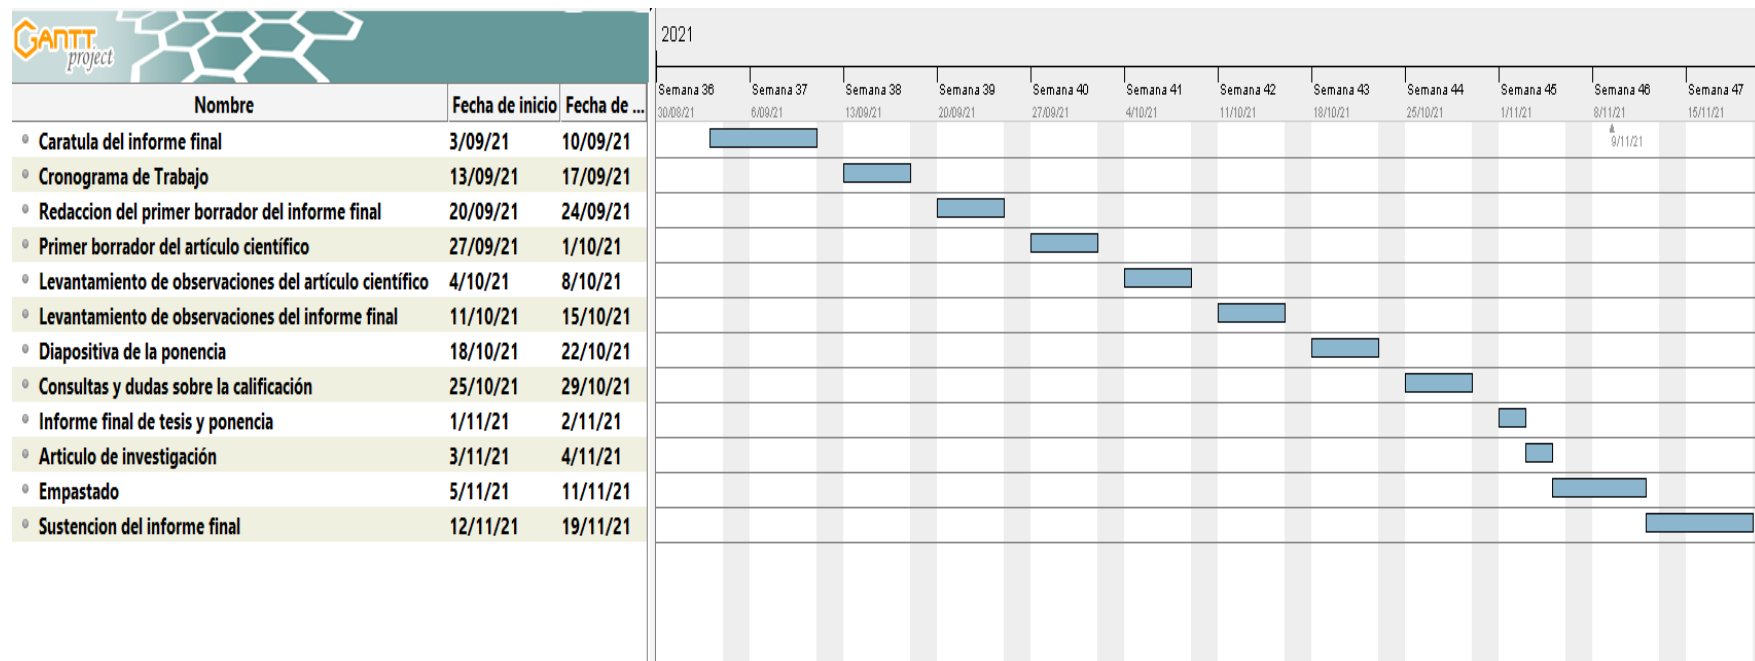 GANTT
project
2021
Semana 36 Semana 37 Semana 38 Semana 39 Semana 40 Semana 41 Semana 42 Semana 43 Semana 44 Semana 45 Semana 46 Semana 47
30/08/21 6/09/21 13/09/21 20/09/21 27/09/21 4/10/21 11/10/21 18/10/21 25/10/21 1/11/21 8/11/21 15/11/21
Nombre Fecha de inicio Fecha de ...
9/11/21
Caratula del informe final 3/09/21 10/09/21
Cronograma de Trabajo 13/09/21 17/09/21
Redaccion del primer borrador del informe final 20/09/21 24/09/21
Primer borrador del artículo científico 27/09/21 1/10/21
Levantamiento de observaciones del artículo científico 4/10/21 8/10/21
Levantamiento de observaciones del informe final 11/10/21 15/10/21
Diapositiva de la ponencia 18/10/21 22/10/21
Consultas y dudas sobre la calificación 25/10/21 29/10/21
Informe final de tesis y ponencia 1/11/21 2/11/21
Articulo de investigación 3/11/21 4/11/21
Empastado 5/11/21 11/11/21
Sustencion del informe final 12/11/21 19/11/21